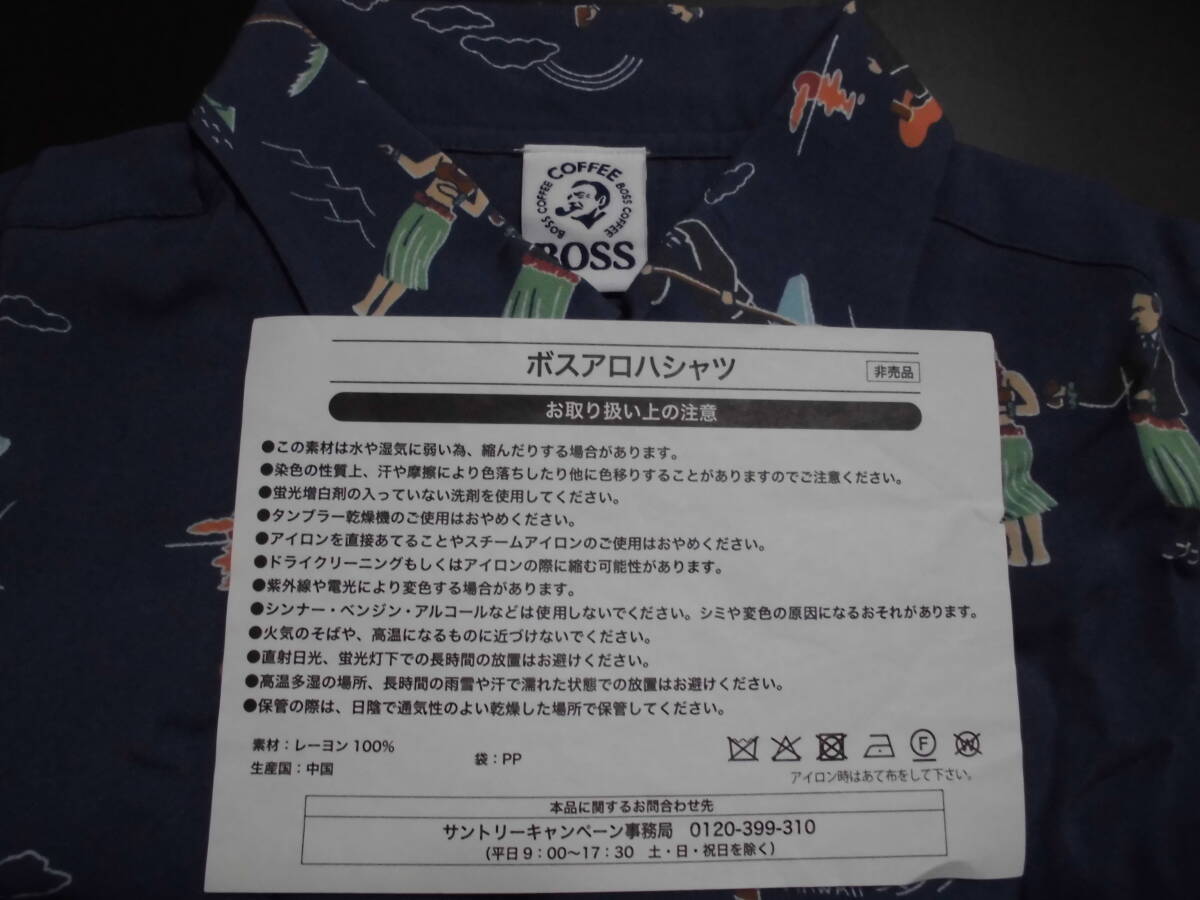 COFFEE
BOSS COFFEE
BOSS COFFEE
BOSS
ボスアロハシャツ
非売品
お取り扱い上の注意
●この素材は水や湿気に弱い為、縮んだりする場合があります。
●染色の性質上、汗や摩擦により色落ちしたり他に色移りすることがありますのでご注意ください。
●蛍光増白剤の入っていない洗剤を使用してください。
●タンブラー乾燥機のご使用はおやめください。
●アイロンを直接あてることやスチームアイロンのご使用はおやめください。
●ドライクリーニングもしくはアイロンの際に縮む可能性があります。
●紫外線や電光により変色する場合があります。
●シンナー・ベンジン・アルコールなどは使用しないでください。シミや変色の原因になるおそれがあります。
●火気のそばや、高温になるものに近づけないでください。
●直射日光、蛍光灯下での長時間の放置はお避けください。
●高温多湿の場所、長時間の雨雪や汗で濡れた状態での放置はお避けください。
●保管の際は、日陰で通気性のよい乾燥した場所で保管してください。
素材：レーヨン 100%
生産国：中国
袋：PP
F W
アイロン時はあて布をして下さい。
本品に関するお問合わせ先
サントリーキャンペーン事務局 0120-399-310
（平日 9：00〜17：30 土・日・祝日を除く）